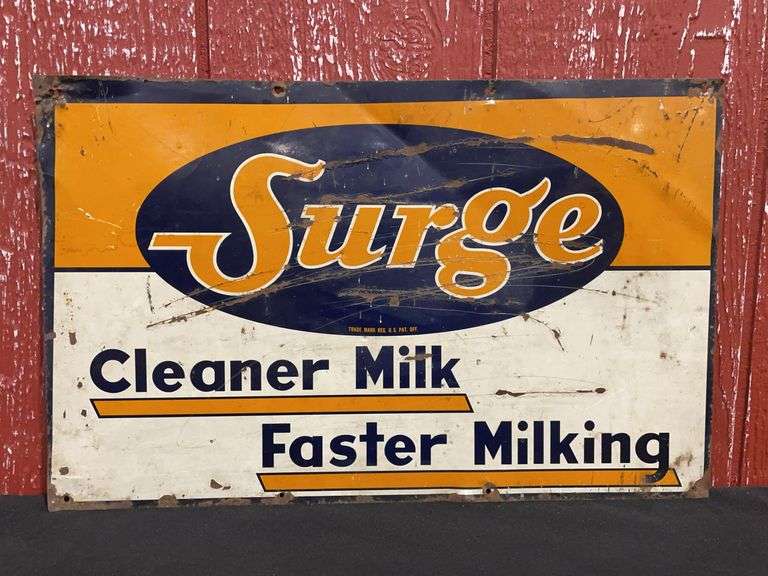 Surge
TRADE MARK REG. U.S. PAT. OFF.
Cleaner Milk
Faster Milking